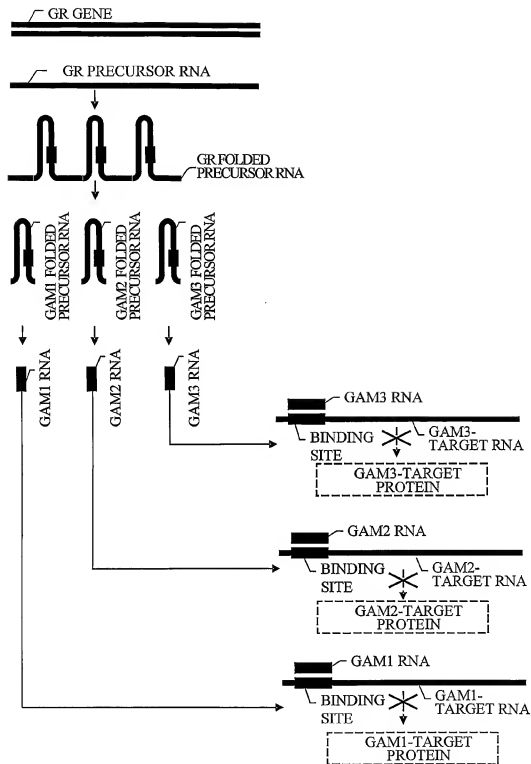 GR GENE
GR PRECURSOR RNA
GR FOLDED
PRECURSOR RNA
GAM1 FOLDED
PRECURSOR RNA
GAM2 FOLDED
PRECURSOR RNA
GAM3 FOLDED
PRECURSOR RNA
GAM1 RNA
GAM2 RNA
GAM3 RNA
GAM3 RNA
BINDING
SITE
GAM3-
TARGET RNA
GAM3-TARGET
PROTEIN
GAM2 RNA
BINDING
SITE
GAM2-
TARGET RNA
GAM2-TARGET
PROTEIN
GAM1 RNA
BINDING
SITE
GAM1-
TARGET RNA
GAM1-TARGET
PROTEIN